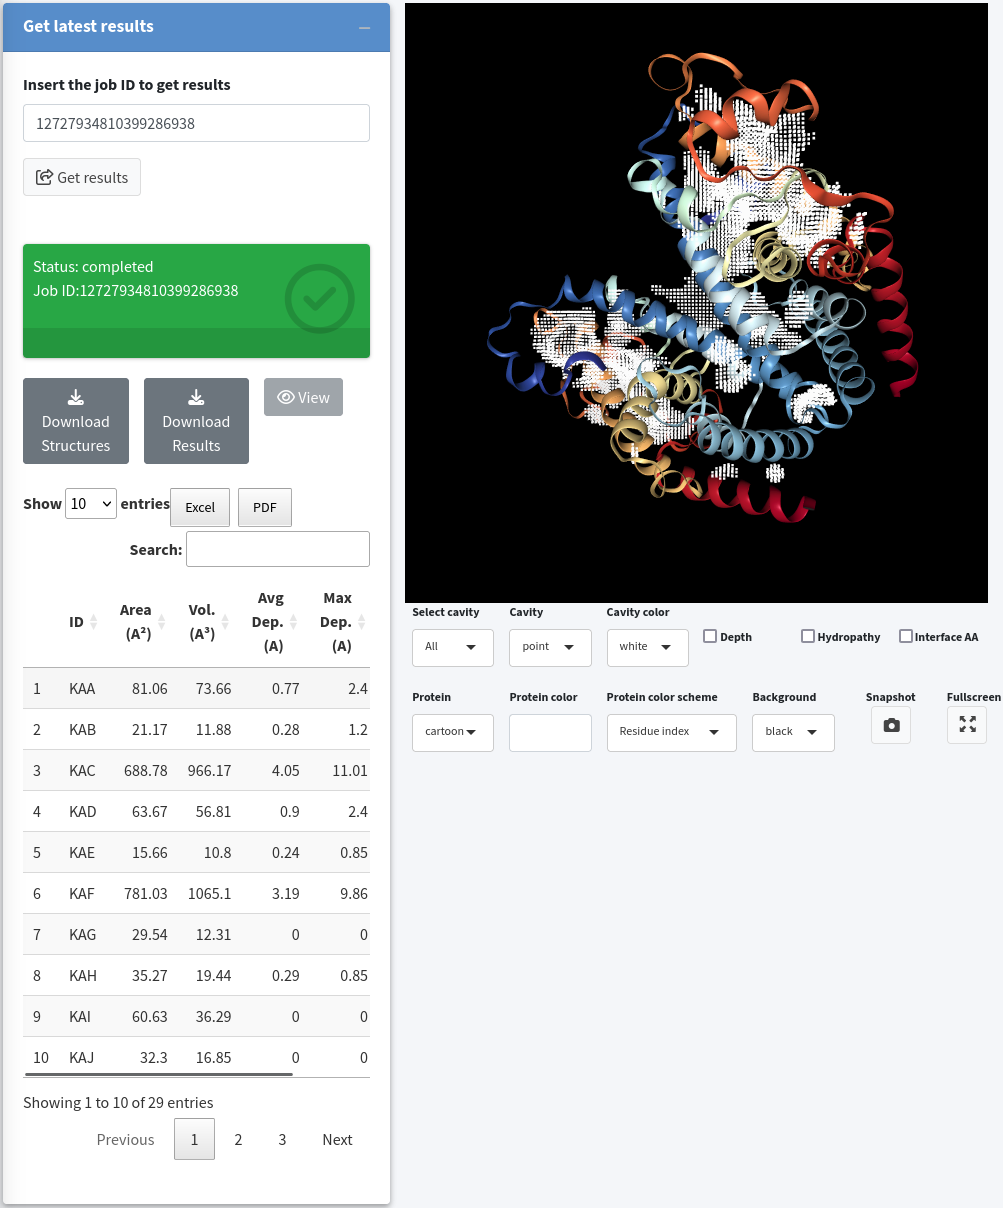 Get latest results
Insert the job ID to get results
12727934810399286938
Get results
Status: completed
Job ID:12727934810399286938
Download Structures
Download Results
View
Show 10 entries Excel PDF
Search:
ID Area (A²) Vol. (A³) Avg Dep. (A) Max Dep. (A)
1 KAA 81.06 73.66 0.77 2.4
2 KAB 21.17 11.88 0.28 1.2
3 KAC 688.78 966.17 4.05 11.01
4 KAD 63.67 56.81 0.9 2.4
5 KAE 15.66 10.8 0.24 0.85
6 KAF 781.03 1065.1 3.19 9.86
7 KAG 29.54 12.31 0 0
8 KAH 35.27 19.44 0.29 0.85
9 KAI 60.63 36.29 0 0
10 KAJ 32.3 16.85 0 0
Showing 1 to 10 of 29 entries
Previous 1 2 3 Next
Select cavity Cavity Cavity color
All point white Depth Hydropathy Interface AA
Protein Protein color Protein color scheme Background Snapshot Fullscreen
cartoon Residue index black